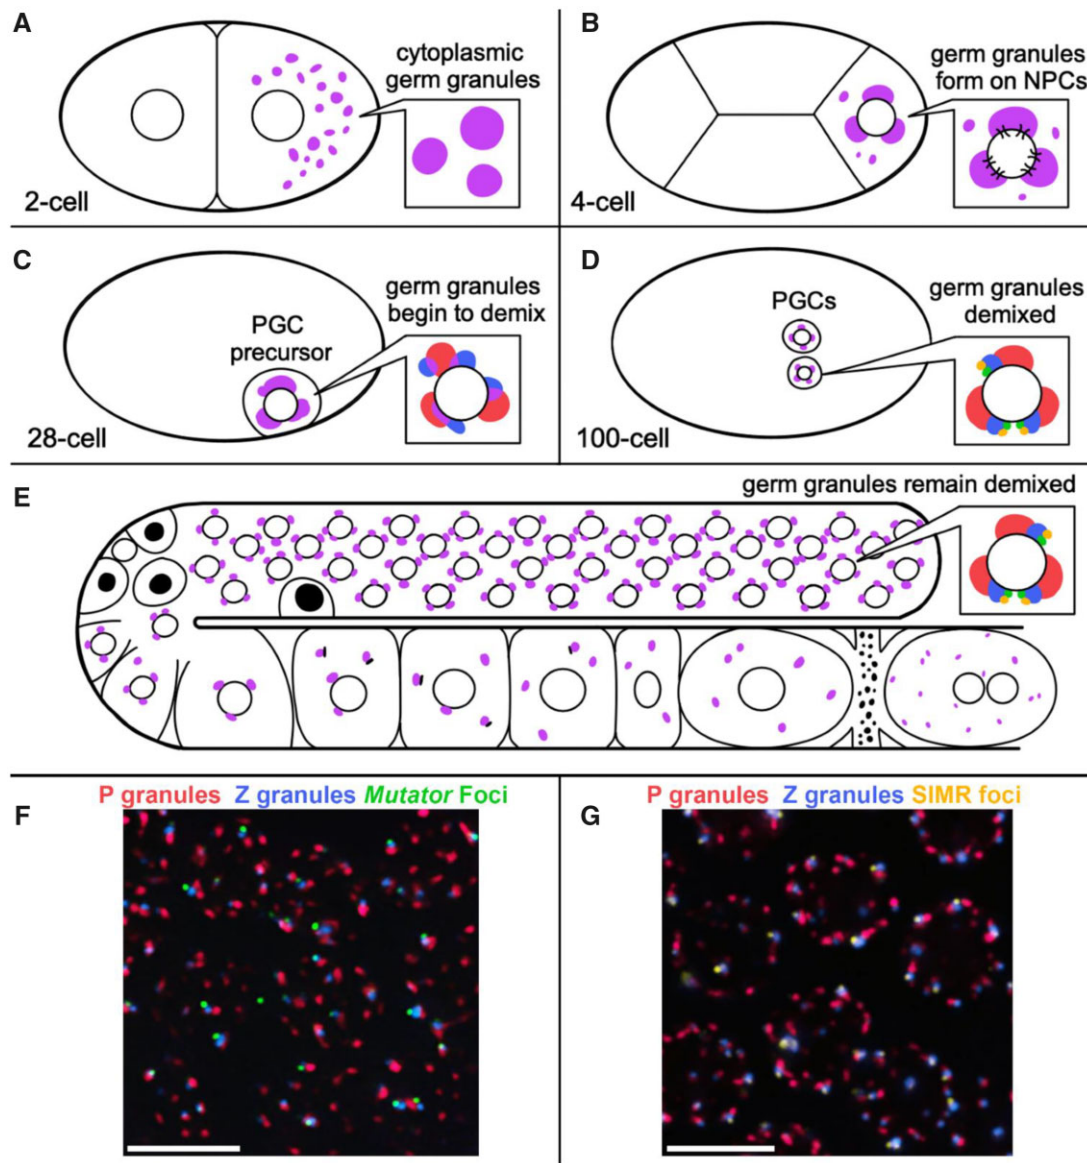 A
cytoplasmic
germ granules
2-cell
B
germ granules
form on NPCs
4-cell
C
germ granules
begin to demix
PGC
precursor
28-cell
D
PGCs
germ granules
demixed
100-cell
E
germ granules remain demixed
F
P granules Z granules Mutator Foci
G
P granules Z granules SIMR foci